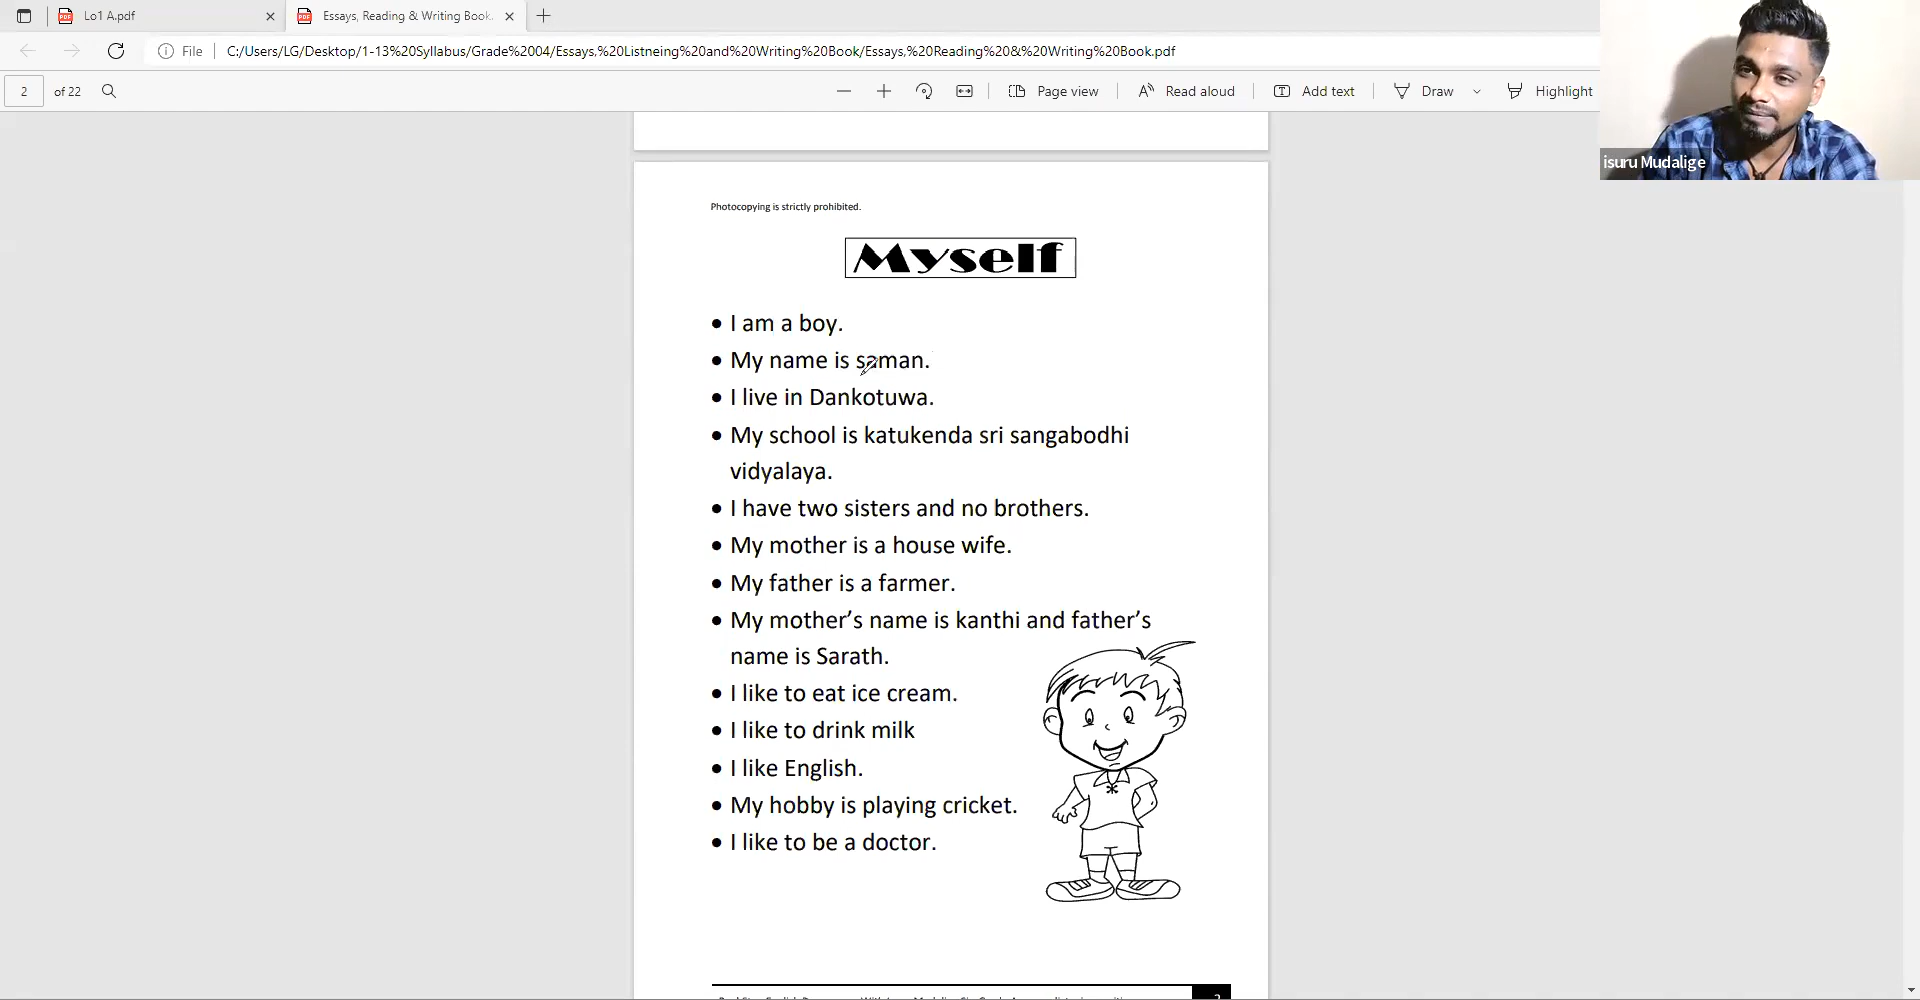 Lo1 A.pdf
Essays, Reading & Writing Book.
File
C:/Users/LG/Desktop/1-13%20Syllabus/Grade%2004/Essays,%20Listneing%20and%20Writing%20Book/Essays,%20Reading%20&%20Writing%20Book.pdf
2 of 22
Page view
Read aloud
Add text
Draw
Highlight
isuru Mudalige
Photocopying is strictly prohibited.
Myself
• I am a boy.
• My name is saman.
• I live in Dankotuwa.
• My school is katukenda sri sangabodhi
vidyalaya.
• I have two sisters and no brothers.
• My mother is a house wife.
• My father is a farmer.
• My mother’s name is kanthi and father’s
name is Sarath.
• I like to eat ice cream.
• I like to drink milk
• I like English.
• My hobby is playing cricket.
• I like to be a doctor.
2